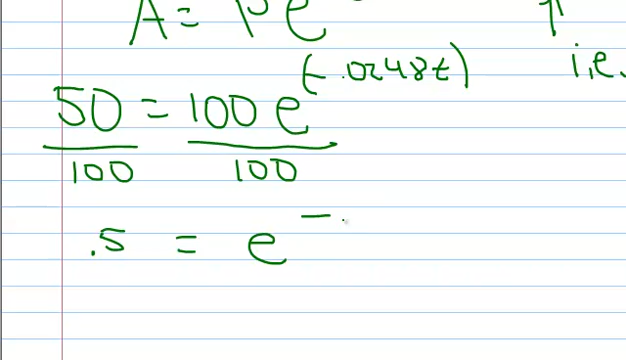 A = Pe
i.e.
50 = 100 e^(-.0248t)
100 100
.5 = e^-.